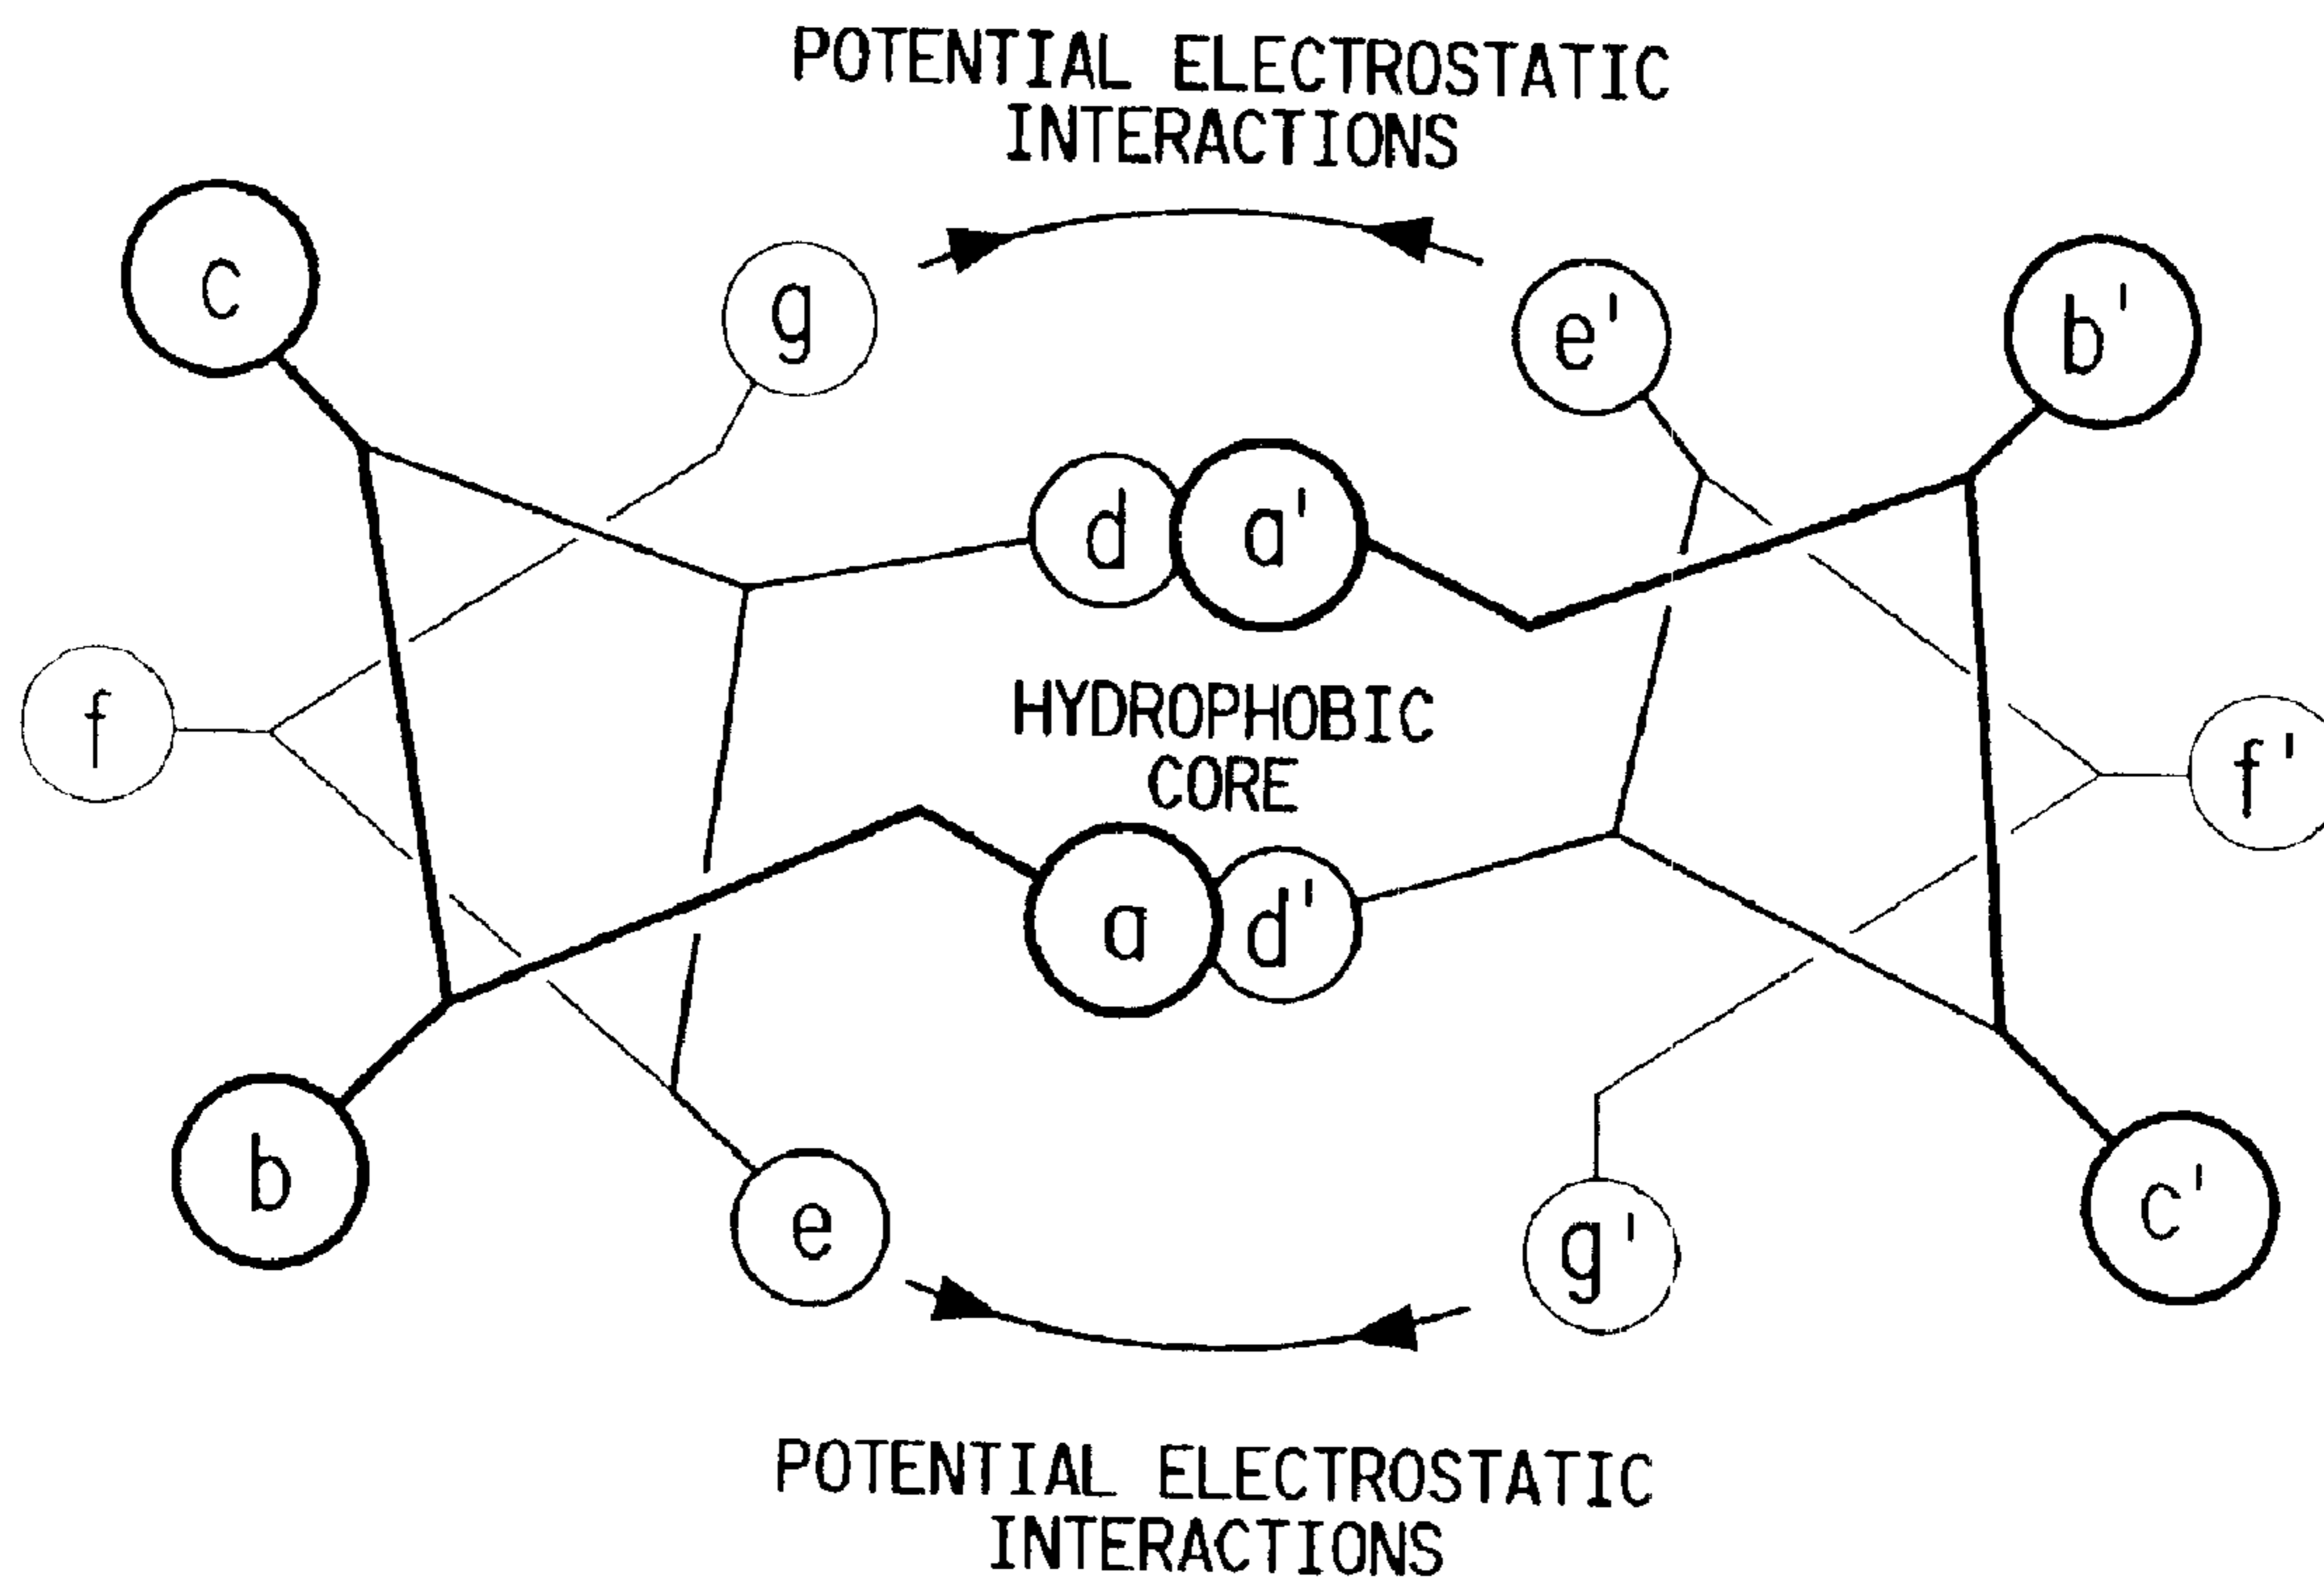 POTENTIAL ELECTROSTATIC
INTERACTIONS
c
g
e'
b'
d
a'
f
HYDROPHOBIC
CORE
f'
a
d'
b
e
g'
c'
POTENTIAL ELECTROSTATIC
INTERACTIONS